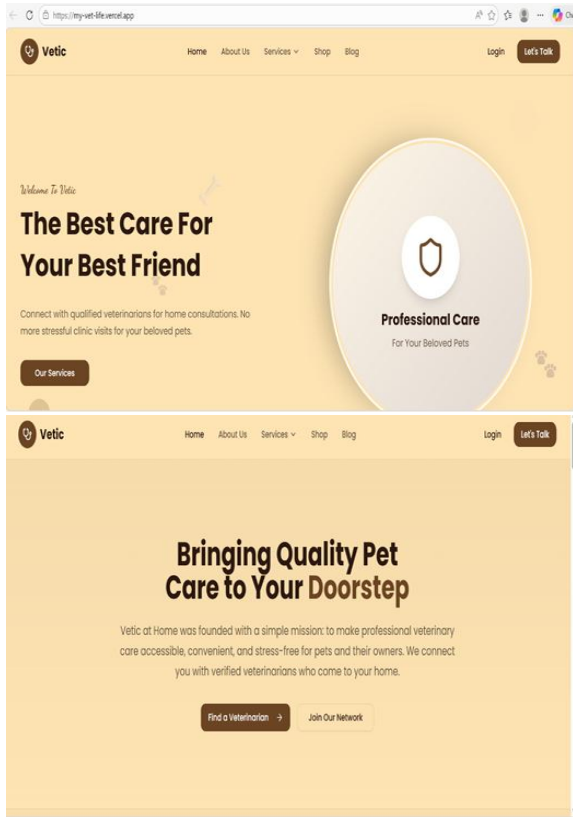 https://my-vet-life.vercel.app
Vetic
Home About Us Services Shop Blog
Login Let's Talk
Welcome To Vetic
The Best Care For
Your Best Friend
Connect with qualified veterinarians for home consultations. No
more stressful clinic visits for your beloved pets.
Our Services
Professional Care
For Your Beloved Pets
Vetic
Home About Us Services Shop Blog
Login Let's Talk
Bringing Quality Pet
Care to Your Doorstep
Vetic at Home was founded with a simple mission: to make professional veterinary
care accessible, convenient, and stress-free for pets and their owners. We connect
you with verified veterinarians who come to your home.
Find a Veterinarian →
Join Our Network